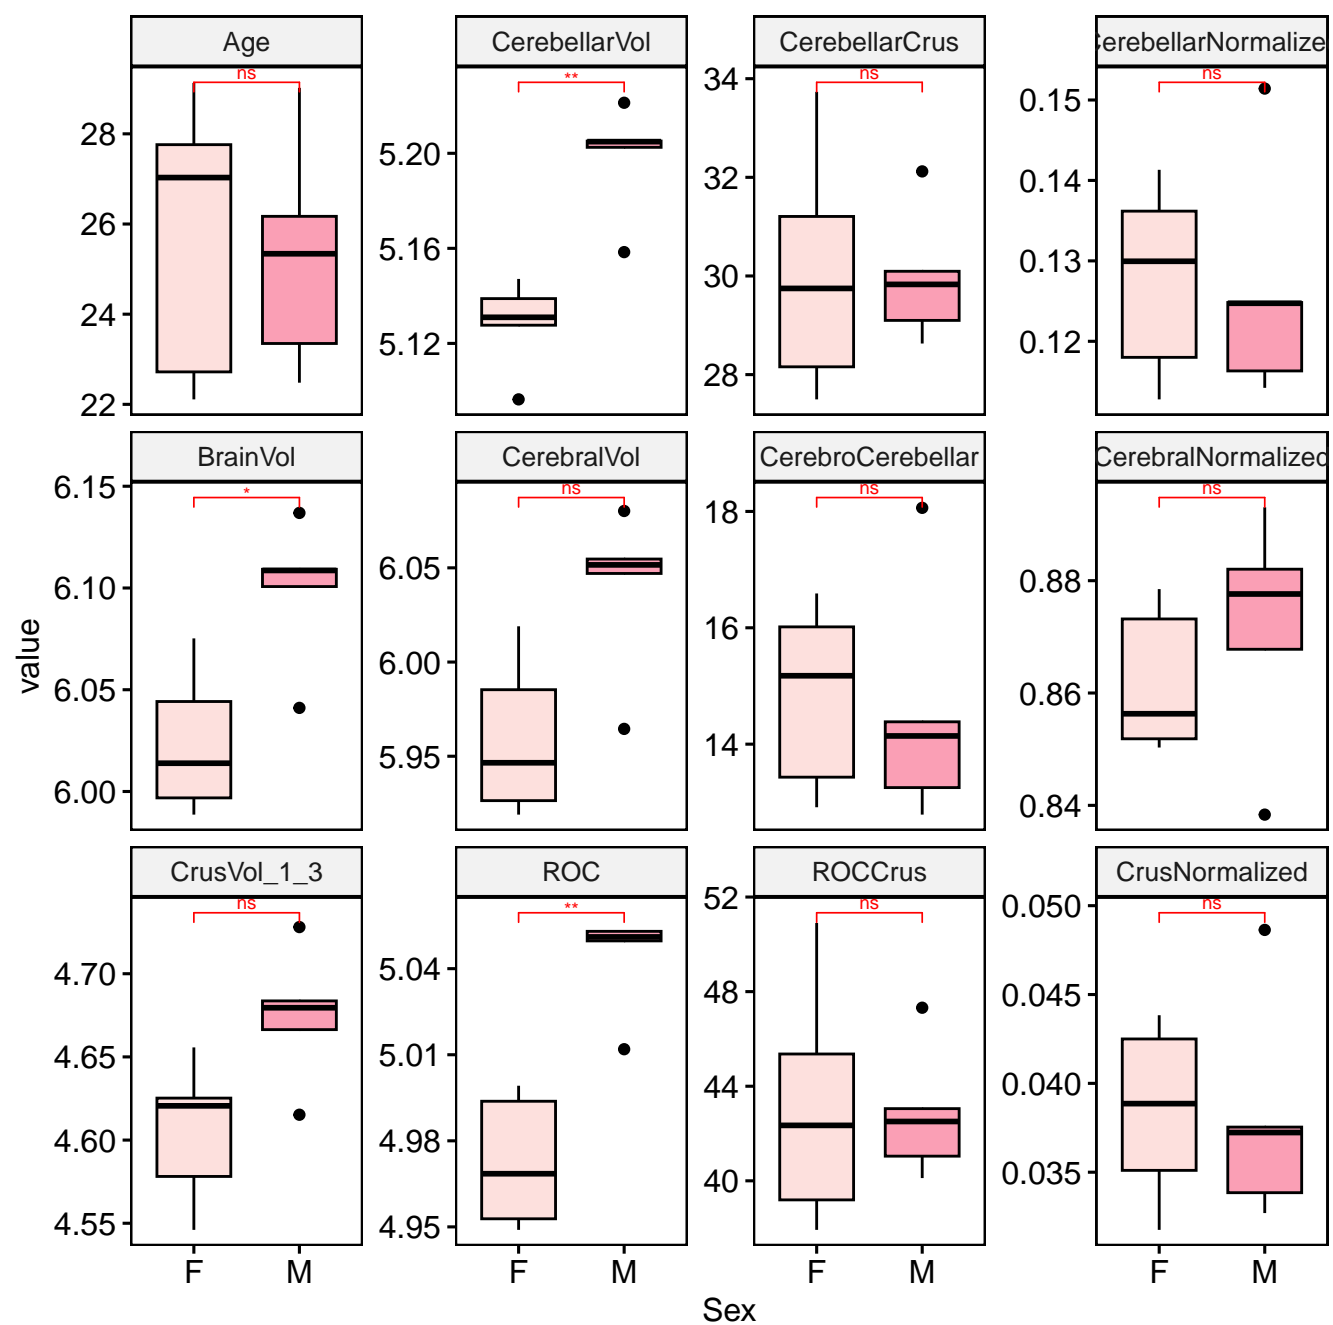 Age
CerebellarVol
CerebellarCrus
CerebellarNormalize
ns
**
ns
ns
28
26
24
22
5.20
5.16
5.12
34
32
30
28
0.15
0.14
0.13
0.12
BrainVol
CerebralVol
CerebroCerebellar
CerebralNormalized
*
ns
ns
ns
6.15
6.10
6.05
6.00
6.05
6.00
5.95
18
16
14
0.88
0.86
0.84
value
CrusVol_1_3
ROC
ROCCrus
CrusNormalized
ns
**
ns
ns
4.70
4.65
4.60
4.55
5.04
5.01
4.98
4.95
52
48
44
40
0.050
0.045
0.040
0.035
F M F M F M F M
Sex